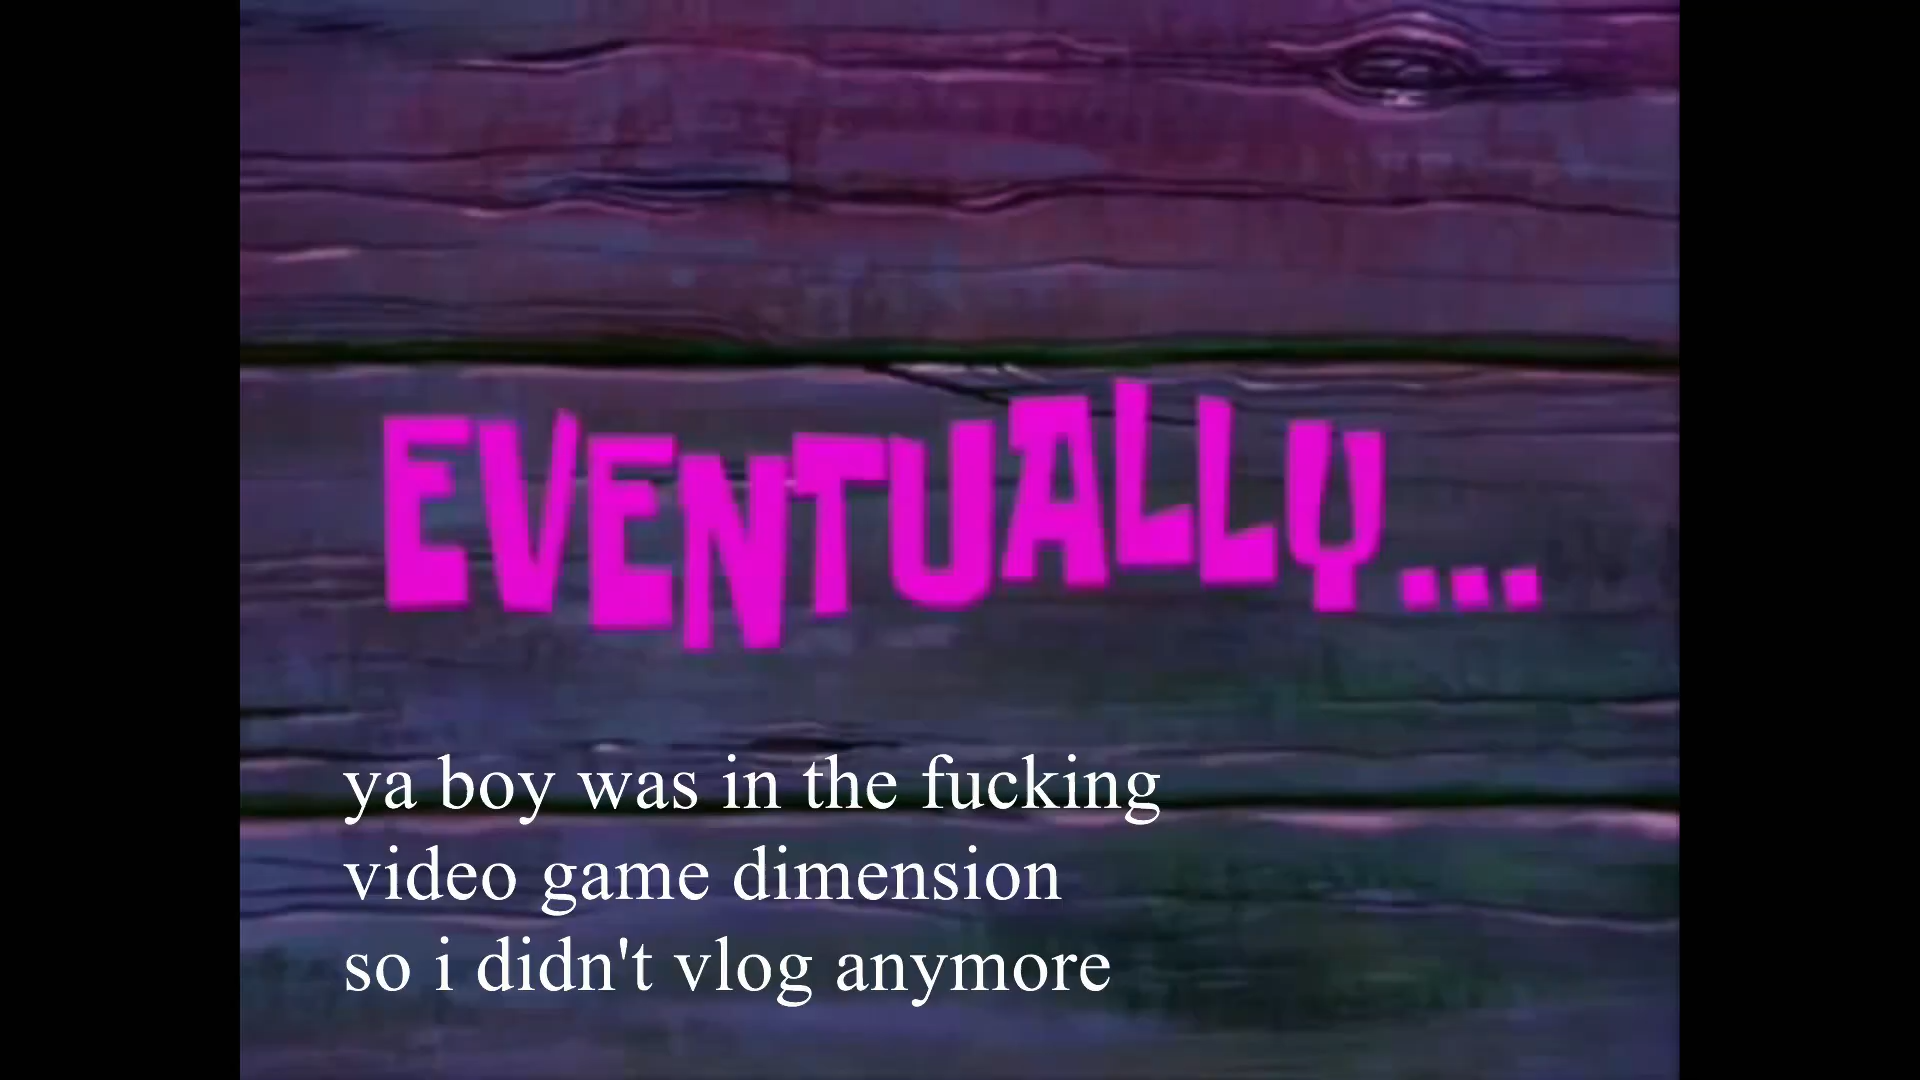 EVENTUALLY...
ya boy was in the fucking
video game dimension
so i didn't vlog anymore